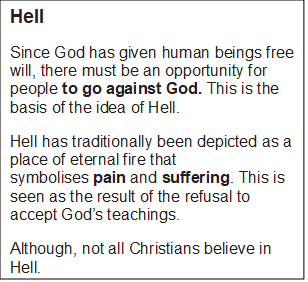 Hell
Since God has given human beings free
will, there must be an opportunity for
people to go against God. This is the
basis of the idea of Hell.
Hell has traditionally been depicted as a
place of eternal fire that
symbolises pain and suffering. This is
seen as the result of the refusal to
accept God’s teachings.
Although, not all Christians believe in
Hell.